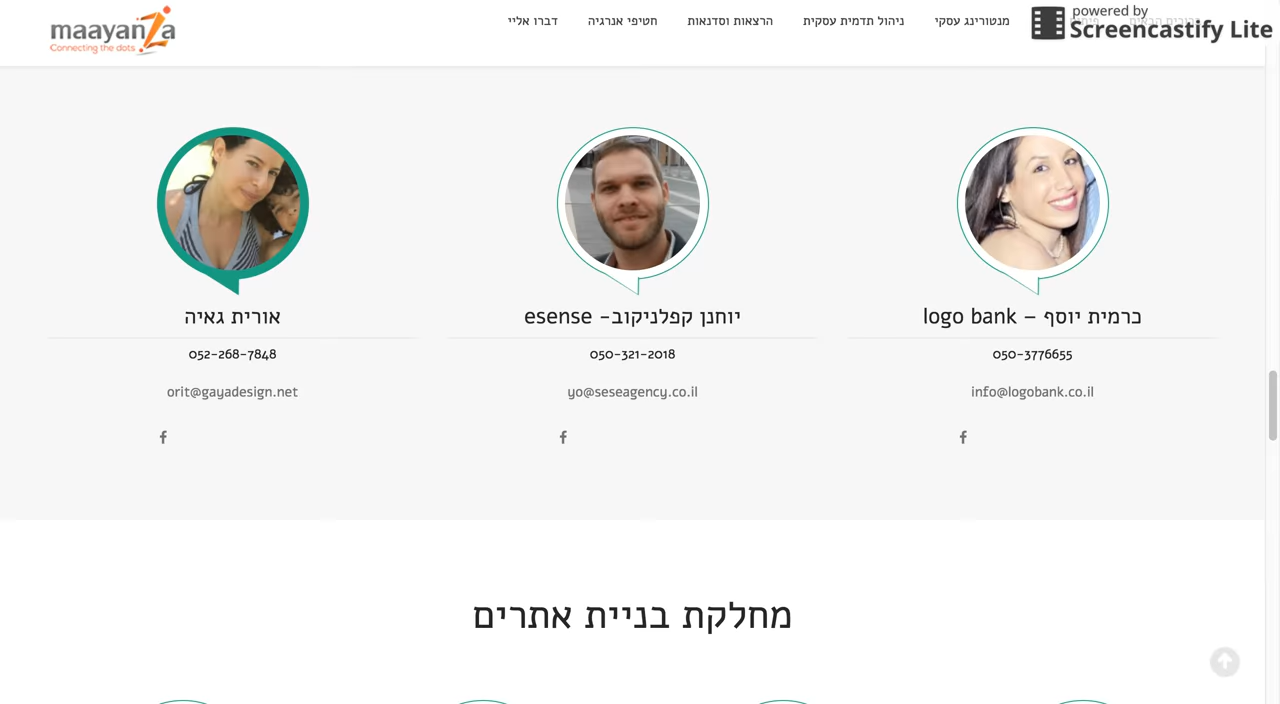 maayanZa
Connecting the dots
מנטורינג עסקי
ניהול תדמית עסקית
הרצאות וסדנאות
חטיפי אנרגיה
דברו אליי
powered by
Screencastify Lite
כרמית יוסף – logo bank
050-3776655
info@logobank.co.il
יוחנן קפלניקוב- esense
050-321-2018
yo@seseagency.co.il
אורית גאיה
052-268-7848
orit@gayadesign.net
מחלקת בניית אתרים